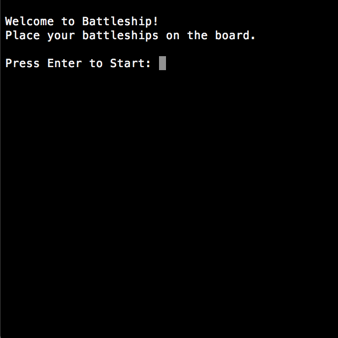 Welcome to Battleship!
Place your battleships on the board.
Press Enter to Start: